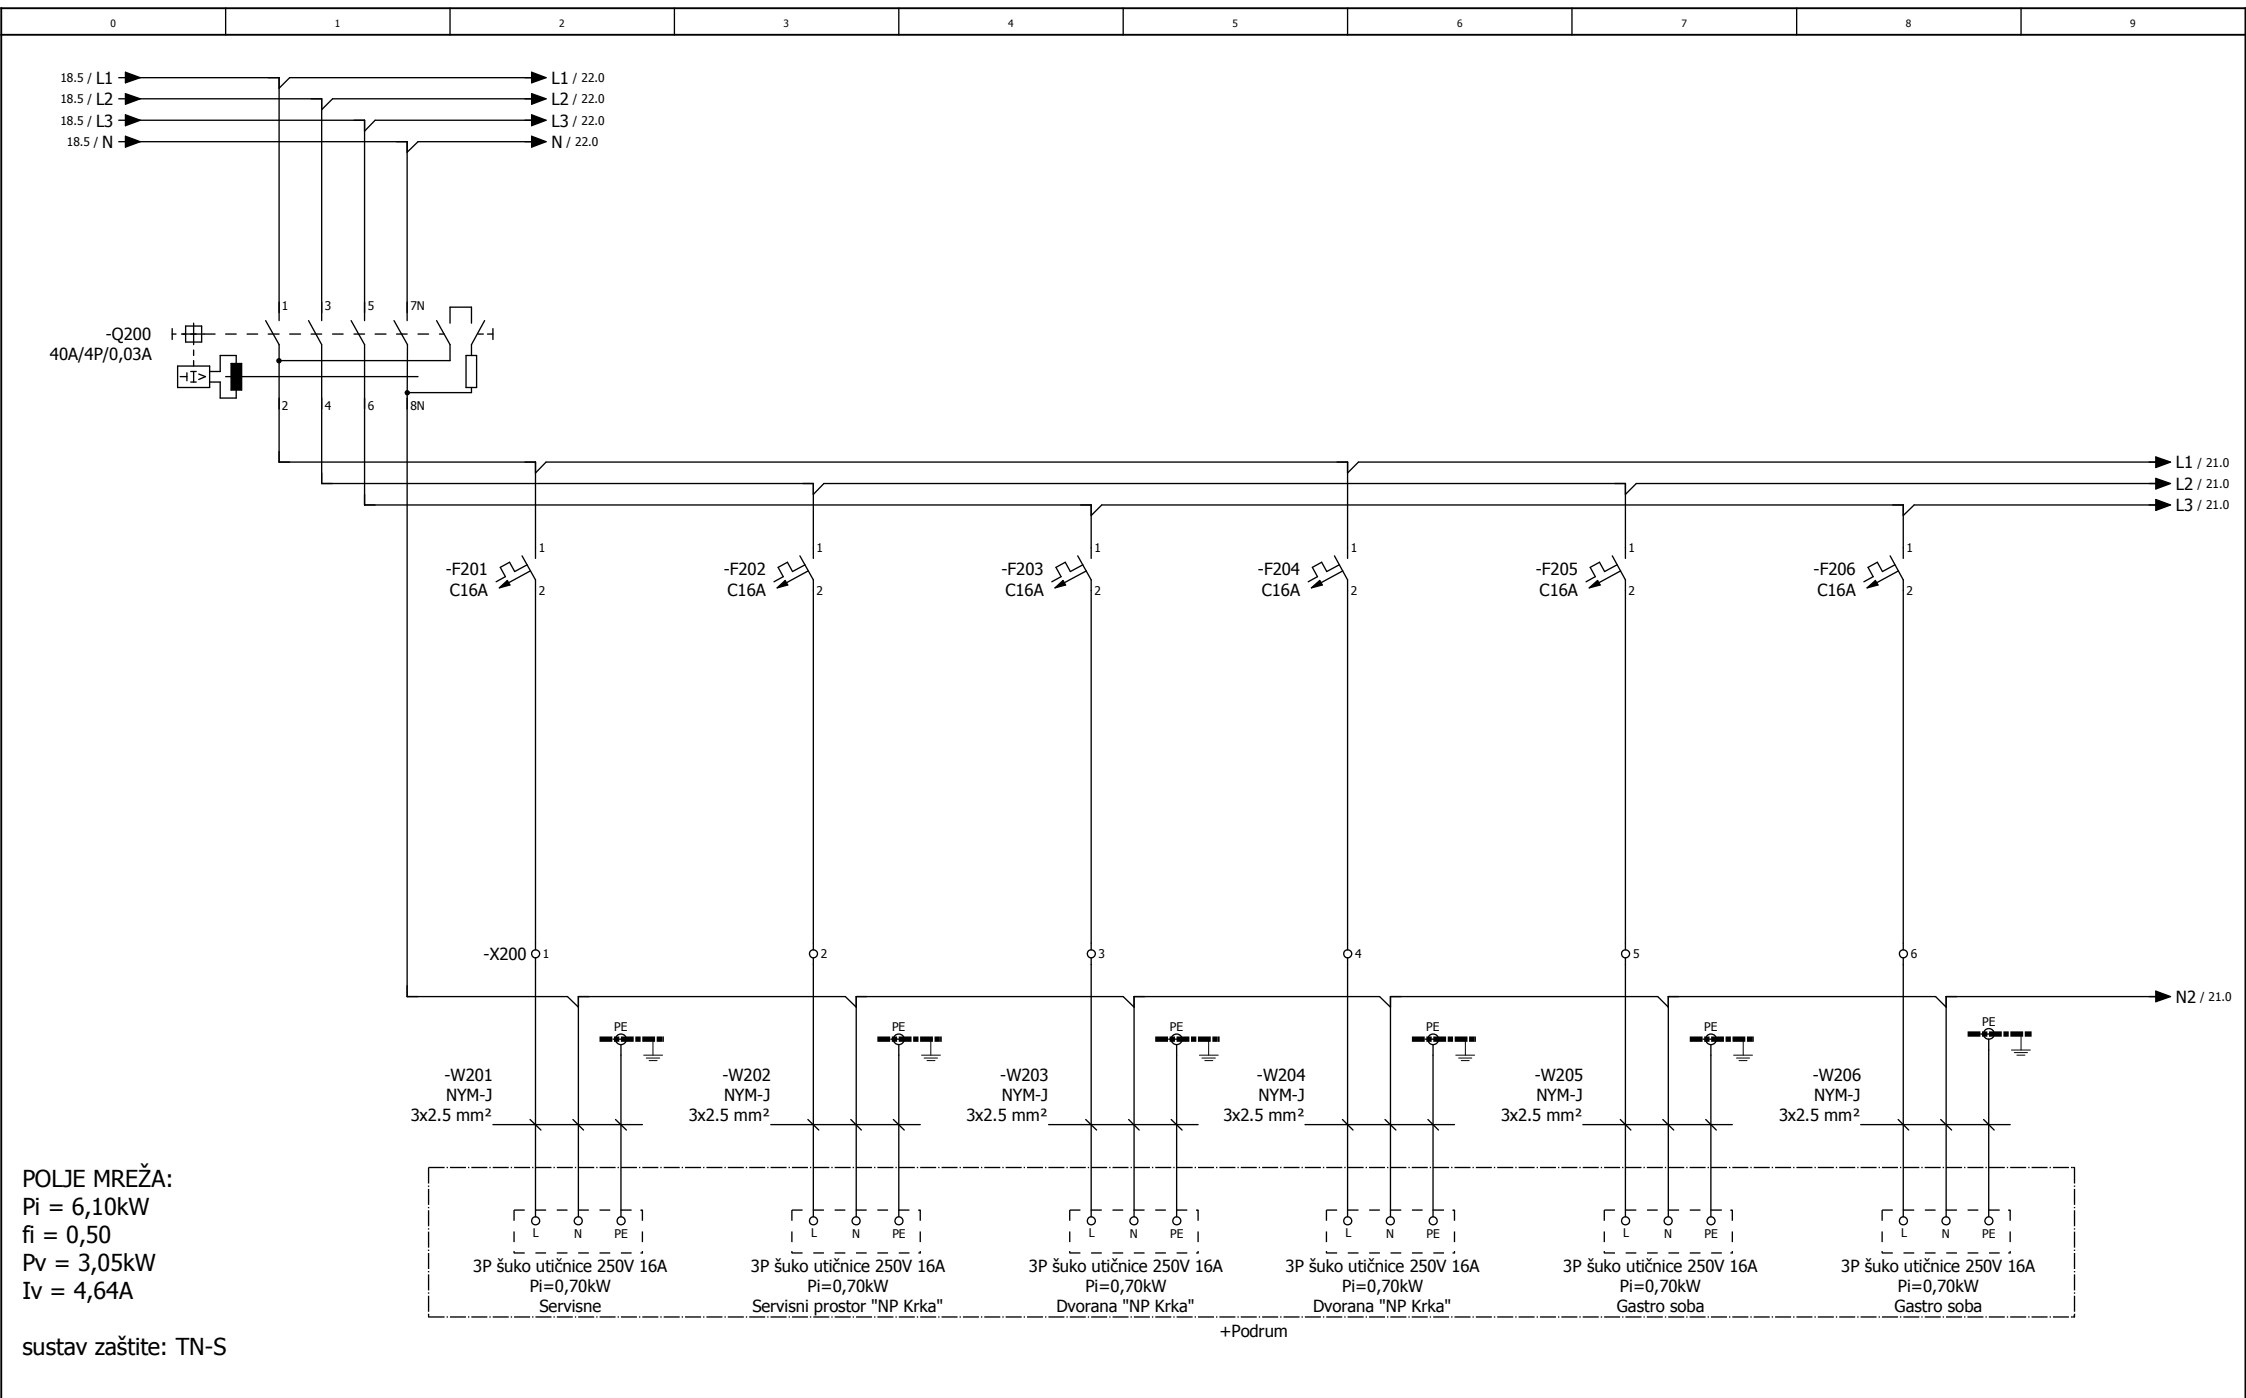 0 1 2 3 4 5 6 7 8 9
18.5 / L1 L1 / 22.0
18.5 / L2 L2 / 22.0
18.5 / L3 L3 / 22.0
18.5 / N N / 22.0
1 3 5 7N
-Q200
40A/4P/0,03A
I>
2 4 6 8N
L1 / 21.0
L2 / 21.0
L3 / 21.0
1 1 1 1 1 1
-F201 -F202 -F203 -F204 -F205 -F206
C16A C16A C16A C16A C16A C16A
2 2 2 2 2 2
-X200 1 2 3 4 5 6
N2 / 21.0
PE PE PE PE PE PE
-W201 -W202 -W203 -W204 -W205 -W206
NYM-J NYM-J NYM-J NYM-J NYM-J NYM-J
3x2.5 mm² 3x2.5 mm² 3x2.5 mm² 3x2.5 mm² 3x2.5 mm² 3x2.5 mm²
POLJE MREŽA:
Pi = 6,10kW
fi = 0,50
Pv = 3,05kW
Iv = 4,64A
sustav zaštite: TN-S
L N PE L N PE L N PE L N PE L N PE L N PE
3P šuko utičnice 250V 16A 3P šuko utičnice 250V 16A 3P šuko utičnice 250V 16A 3P šuko utičnice 250V 16A 3P šuko utičnice 250V 16A 3P šuko utičnice 250V 16A
Pi=0,70kW Pi=0,70kW Pi=0,70kW Pi=0,70kW Pi=0,70kW Pi=0,70kW
Servisne Servisni prostor "NP Krka" Dvorana "NP Krka" Dvorana "NP Krka" Gastro soba Gastro soba
+Podrum